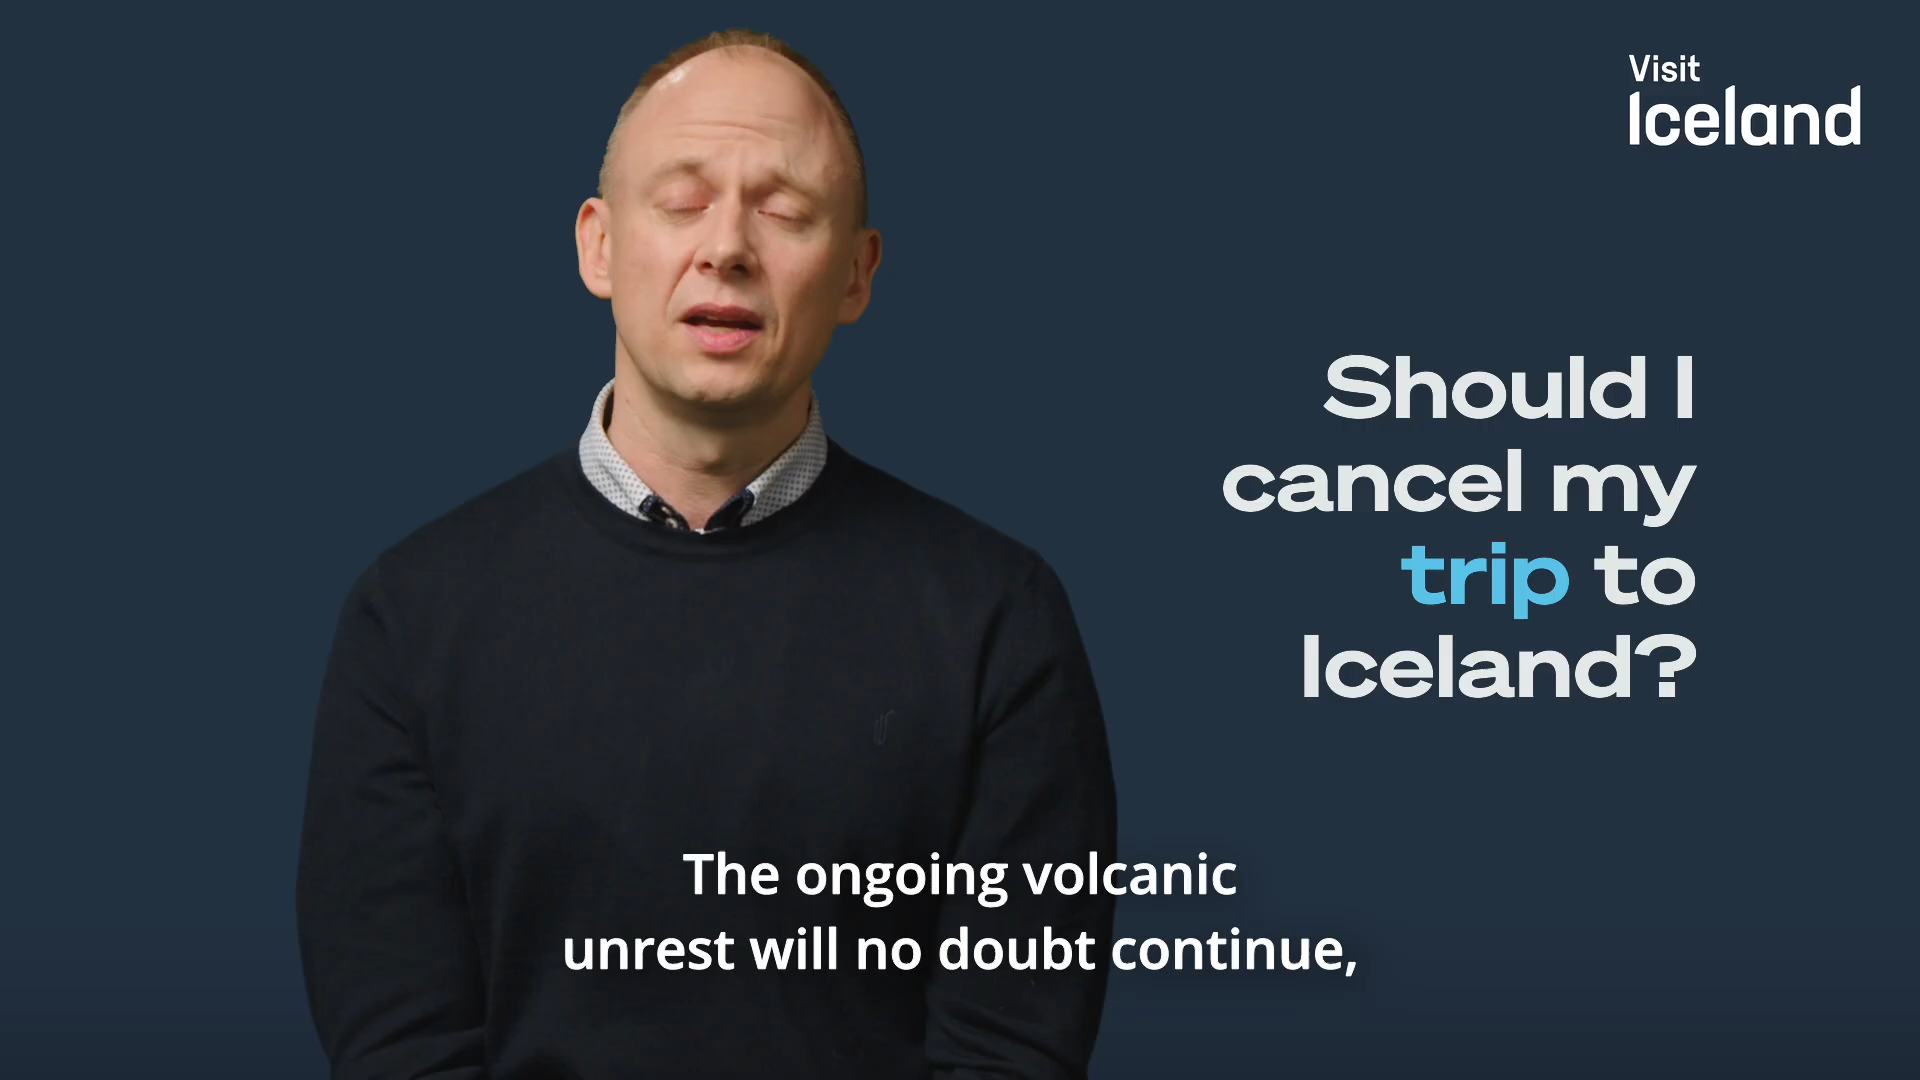 Visit
Iceland
Should I
cancel my
trip to
Iceland?
The ongoing volcanic
unrest will no doubt continue,